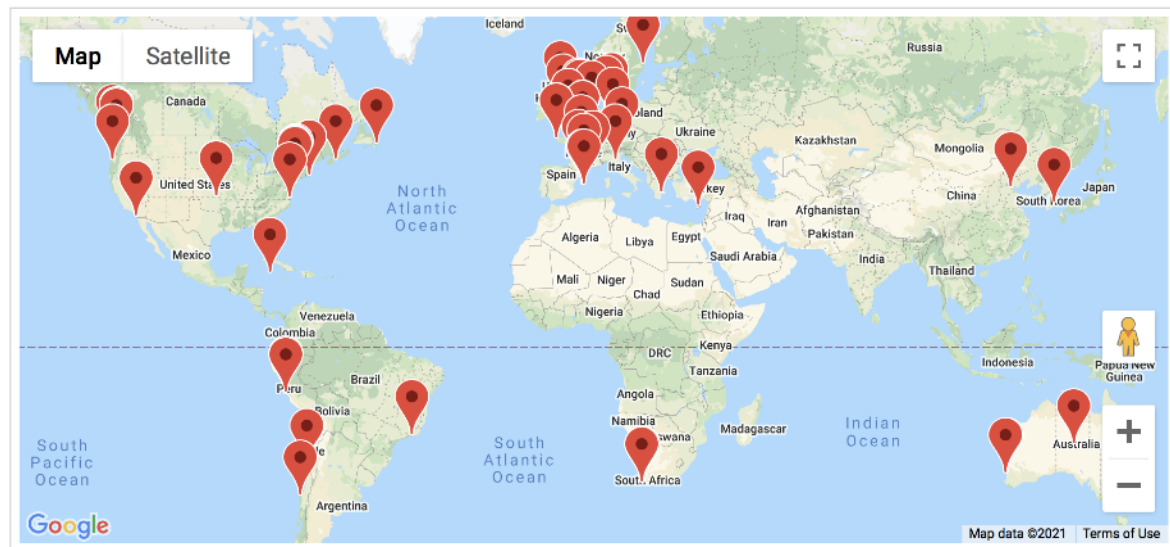 Map
Satellite
Iceland
Russia
Canada
Ukraine
Kazakhstan
Mongolia
United States
North
Atlantic
Ocean
Spain
Italy
China
South Korea
Japan
Mexico
Algeria
Libya
Egypt
Iraq
Iran
Afghanistan
Pakistan
Saudi Arabia
India
Mali
Niger
Chad
Sudan
Thailand
Nigeria
Ethiopia
Venezuela
Colombia
DRC
Kenya
Tanzania
Indonesia
Papua New
Guinea
Peru
Brazil
Bolivia
Angola
Namibia
Madagascar
Indian
Ocean
Australia
South
Pacific
Ocean
South
Atlantic
Ocean
South Africa
Argentina
Google
Map data ©2021
Terms of Use